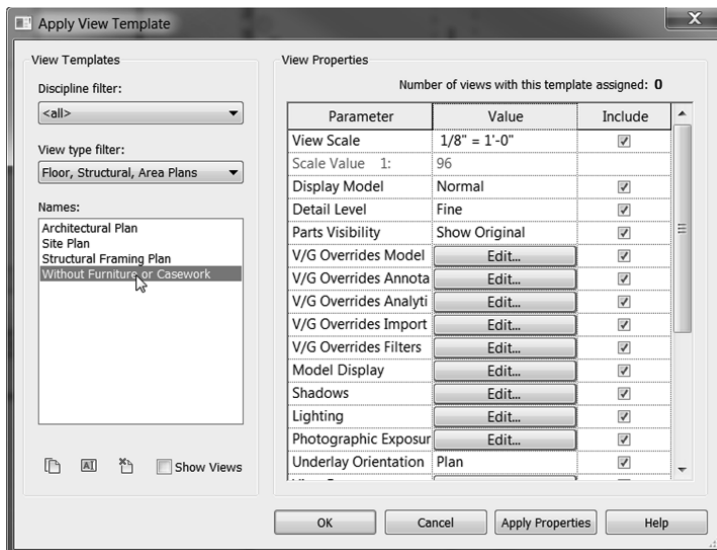 Apply View Template
X
View Templates
Discipline filter:
<all>
View type filter:
Floor, Structural, Area Plans
Names:
Architectural Plan
Site Plan
Structural Framing Plan
Without Furniture or Casework
AI
Show Views
View Properties
Number of views with this template assigned: 0
Parameter Value Include
View Scale 1/8" = 1'-0"
Scale Value 1: 96
Display Model Normal
Detail Level Fine
Parts Visibility Show Original
V/G Overrides Model Edit...
V/G Overrides Annota Edit...
V/G Overrides Analyti Edit...
V/G Overrides Import Edit...
V/G Overrides Filters Edit...
Model Display Edit...
Shadows Edit...
Lighting Edit...
Photographic Exposur Edit...
Underlay Orientation Plan
OK Cancel Apply Properties Help